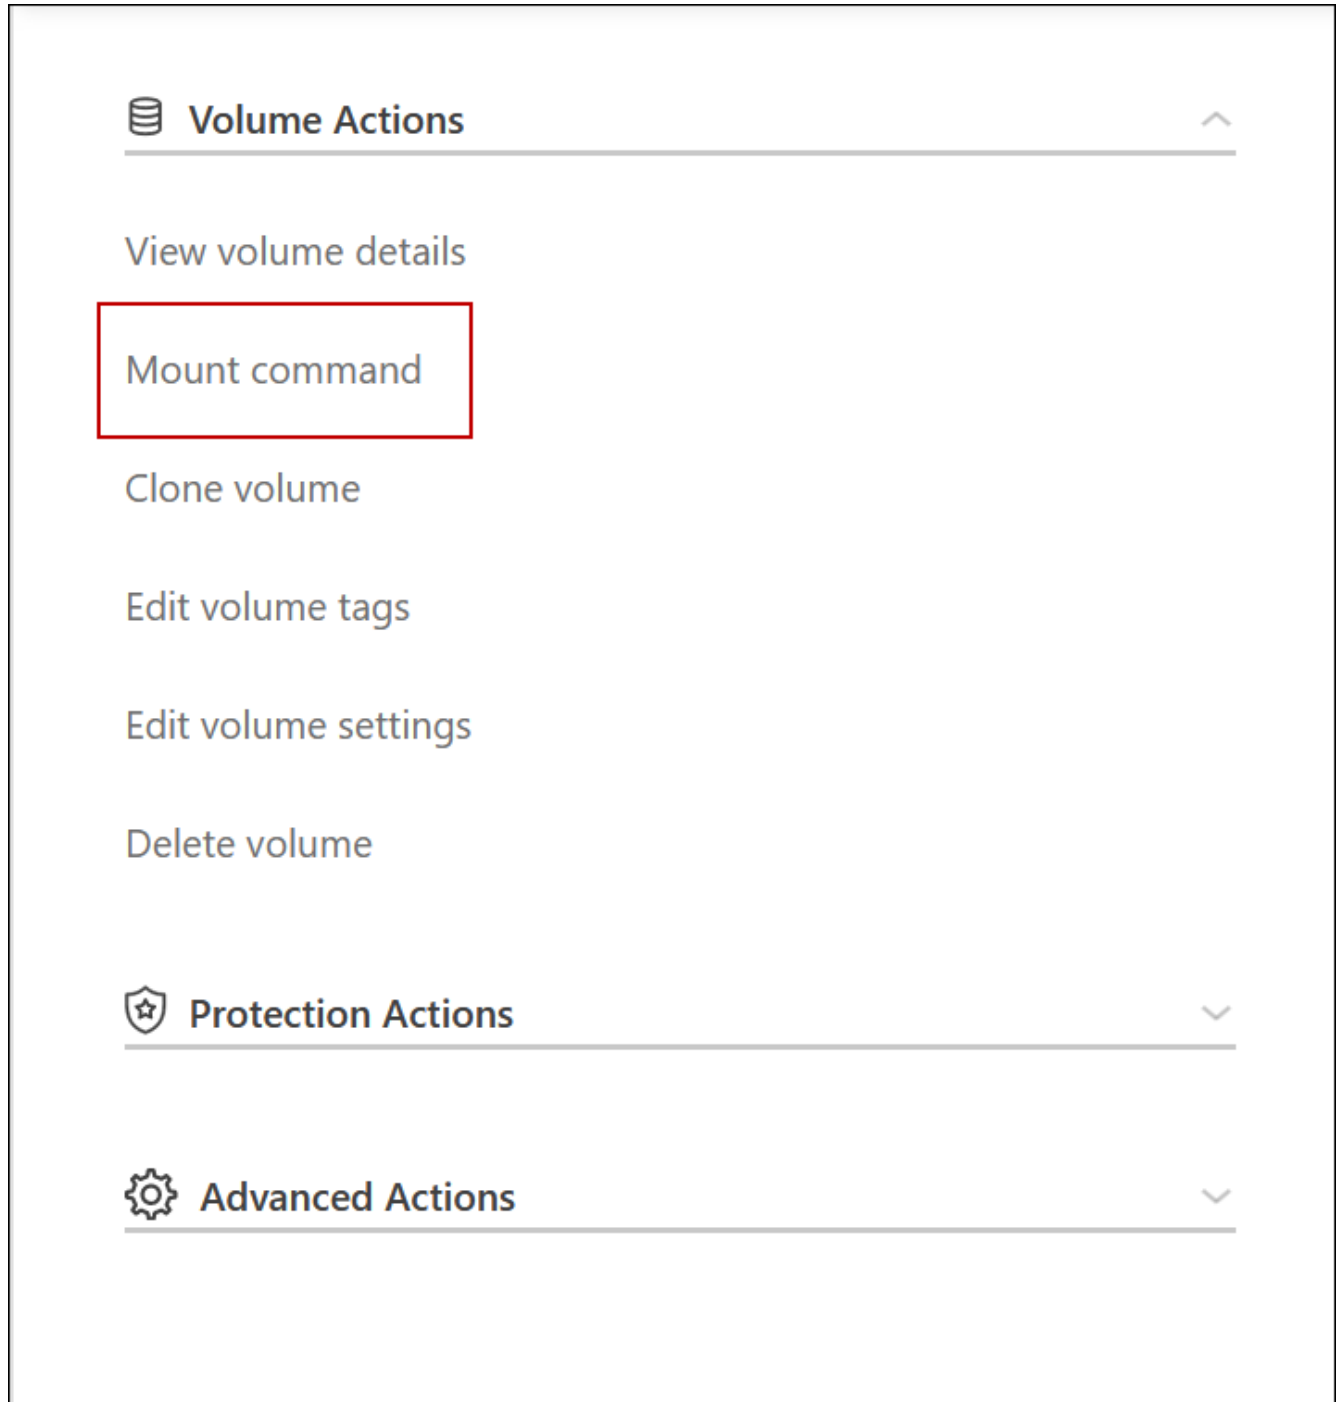 Volume Actions
View volume details
Mount command
Clone volume
Edit volume tags
Edit volume settings
Delete volume
Protection Actions
Advanced Actions